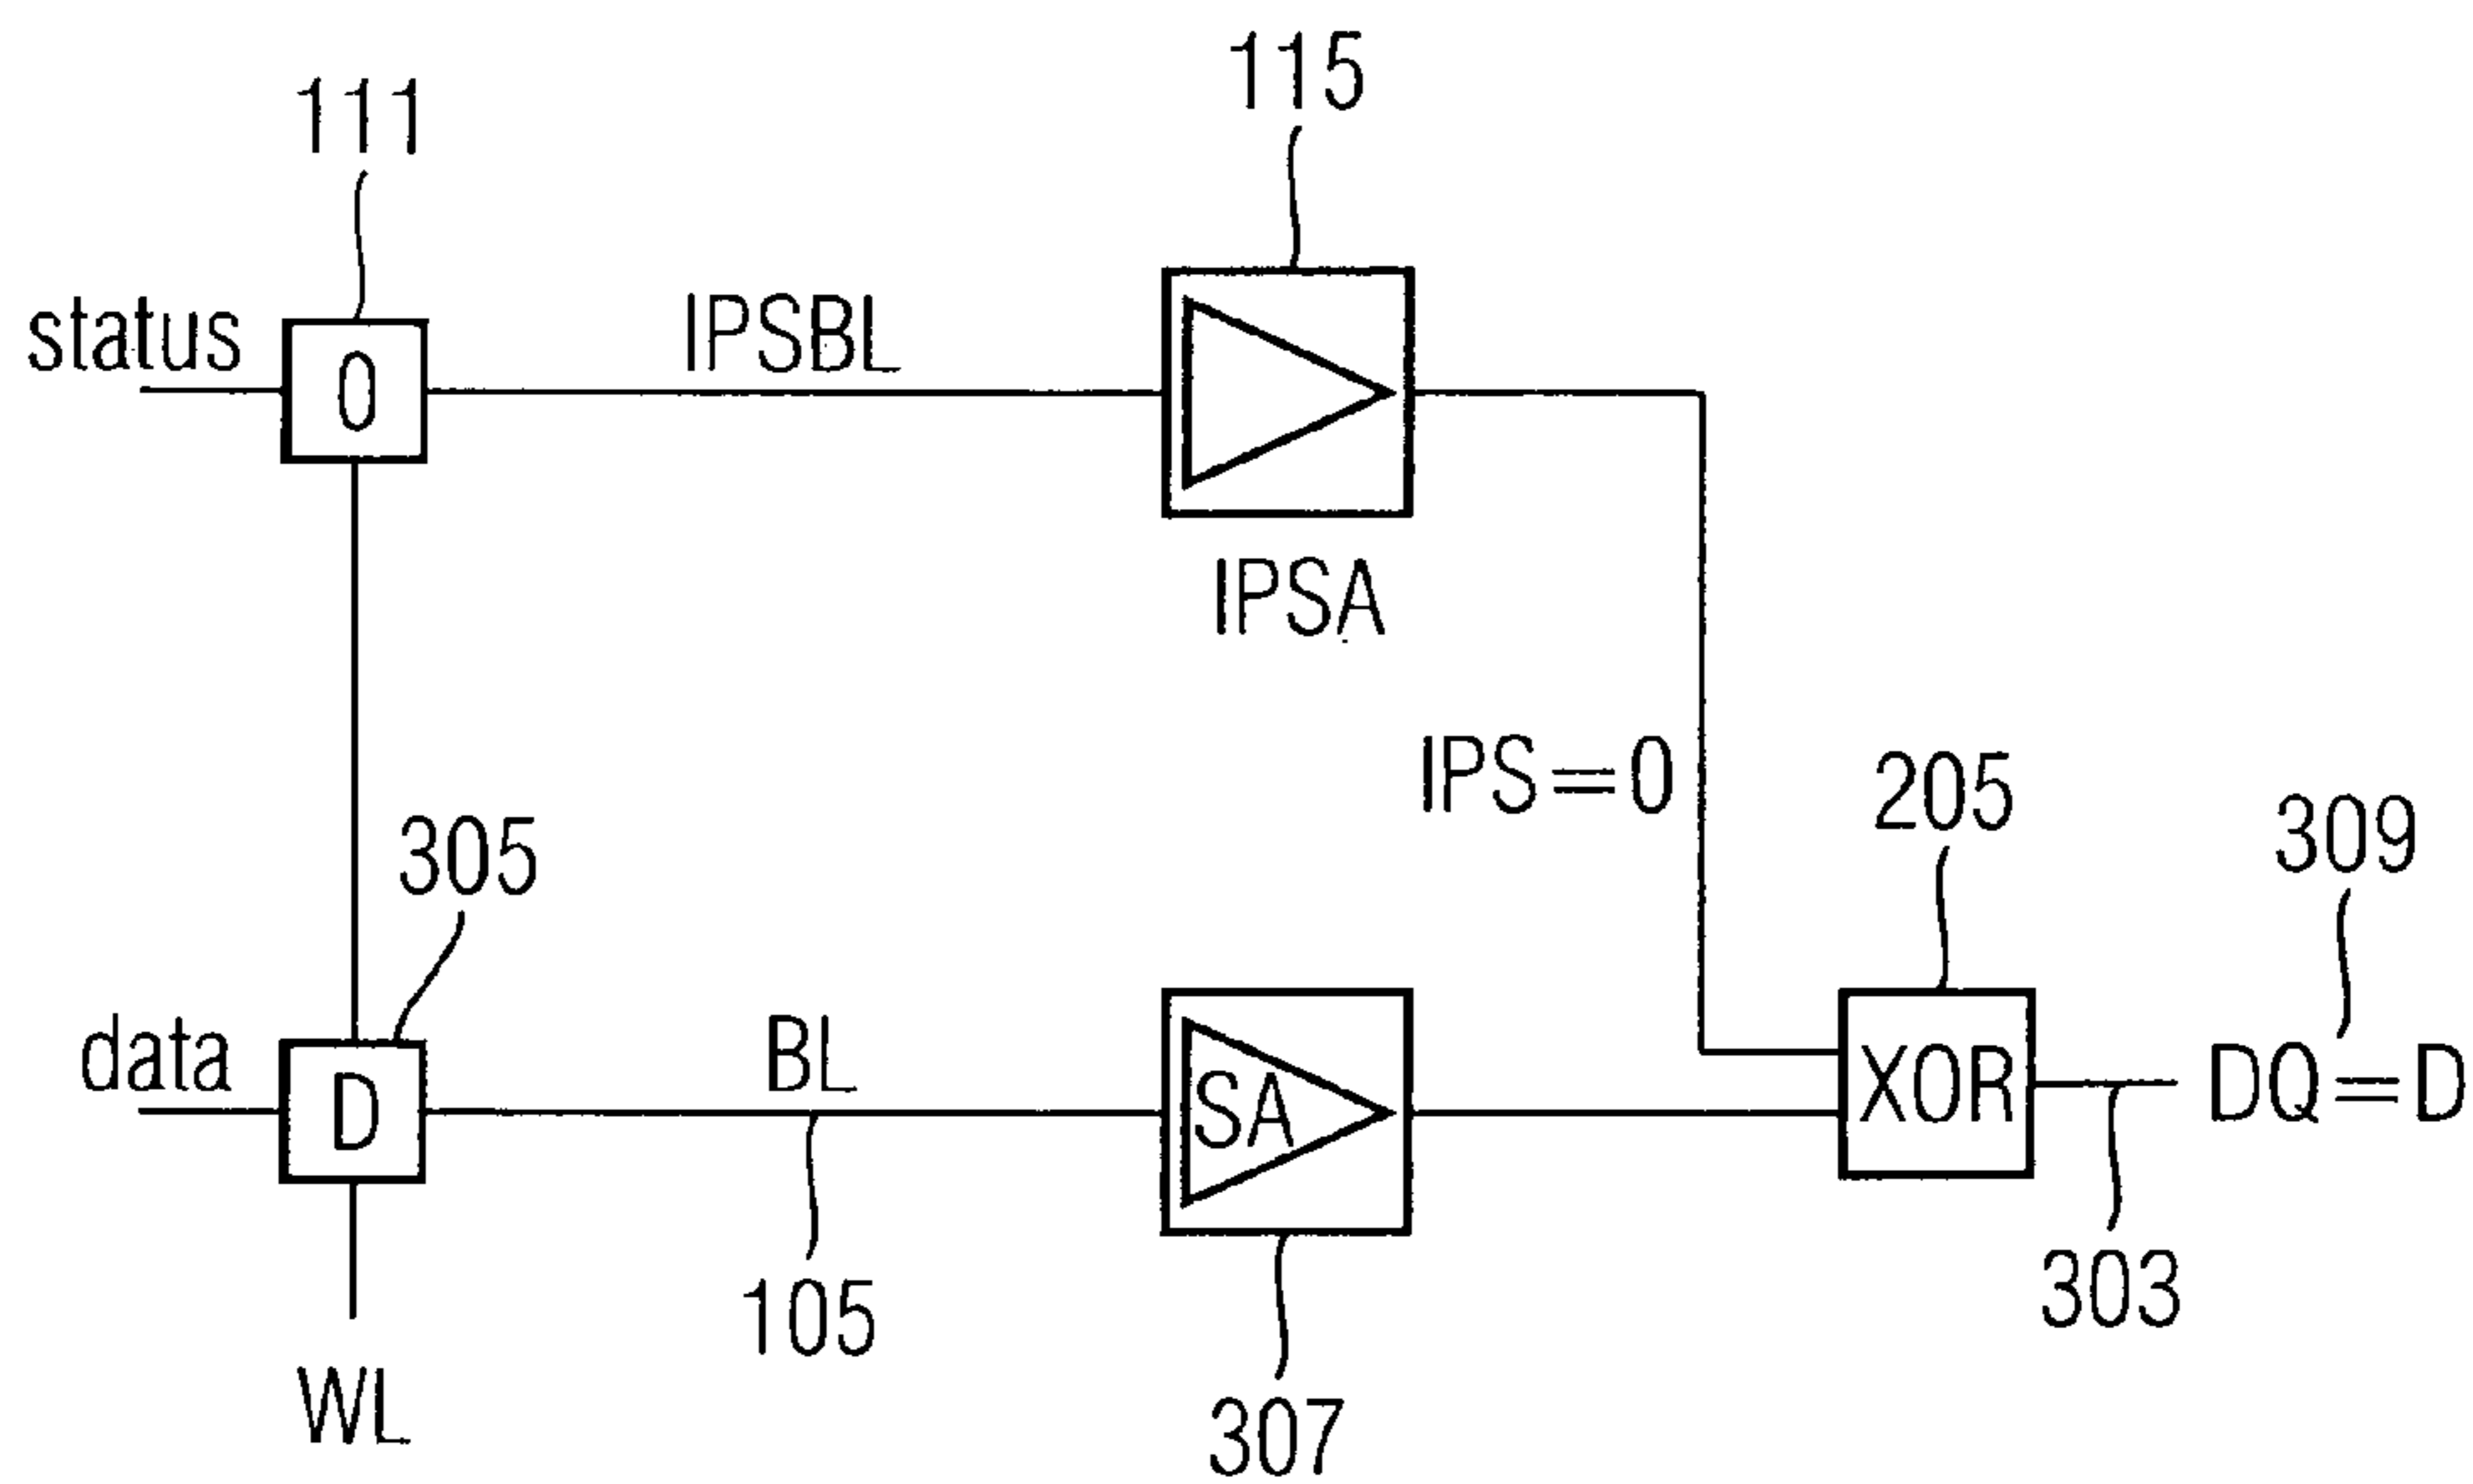 115
111
status
0
IPSBL
IPSA
IPS=0
205
309
305
data
D
BL
SA
XOR
DQ=D
105
303
WL
307